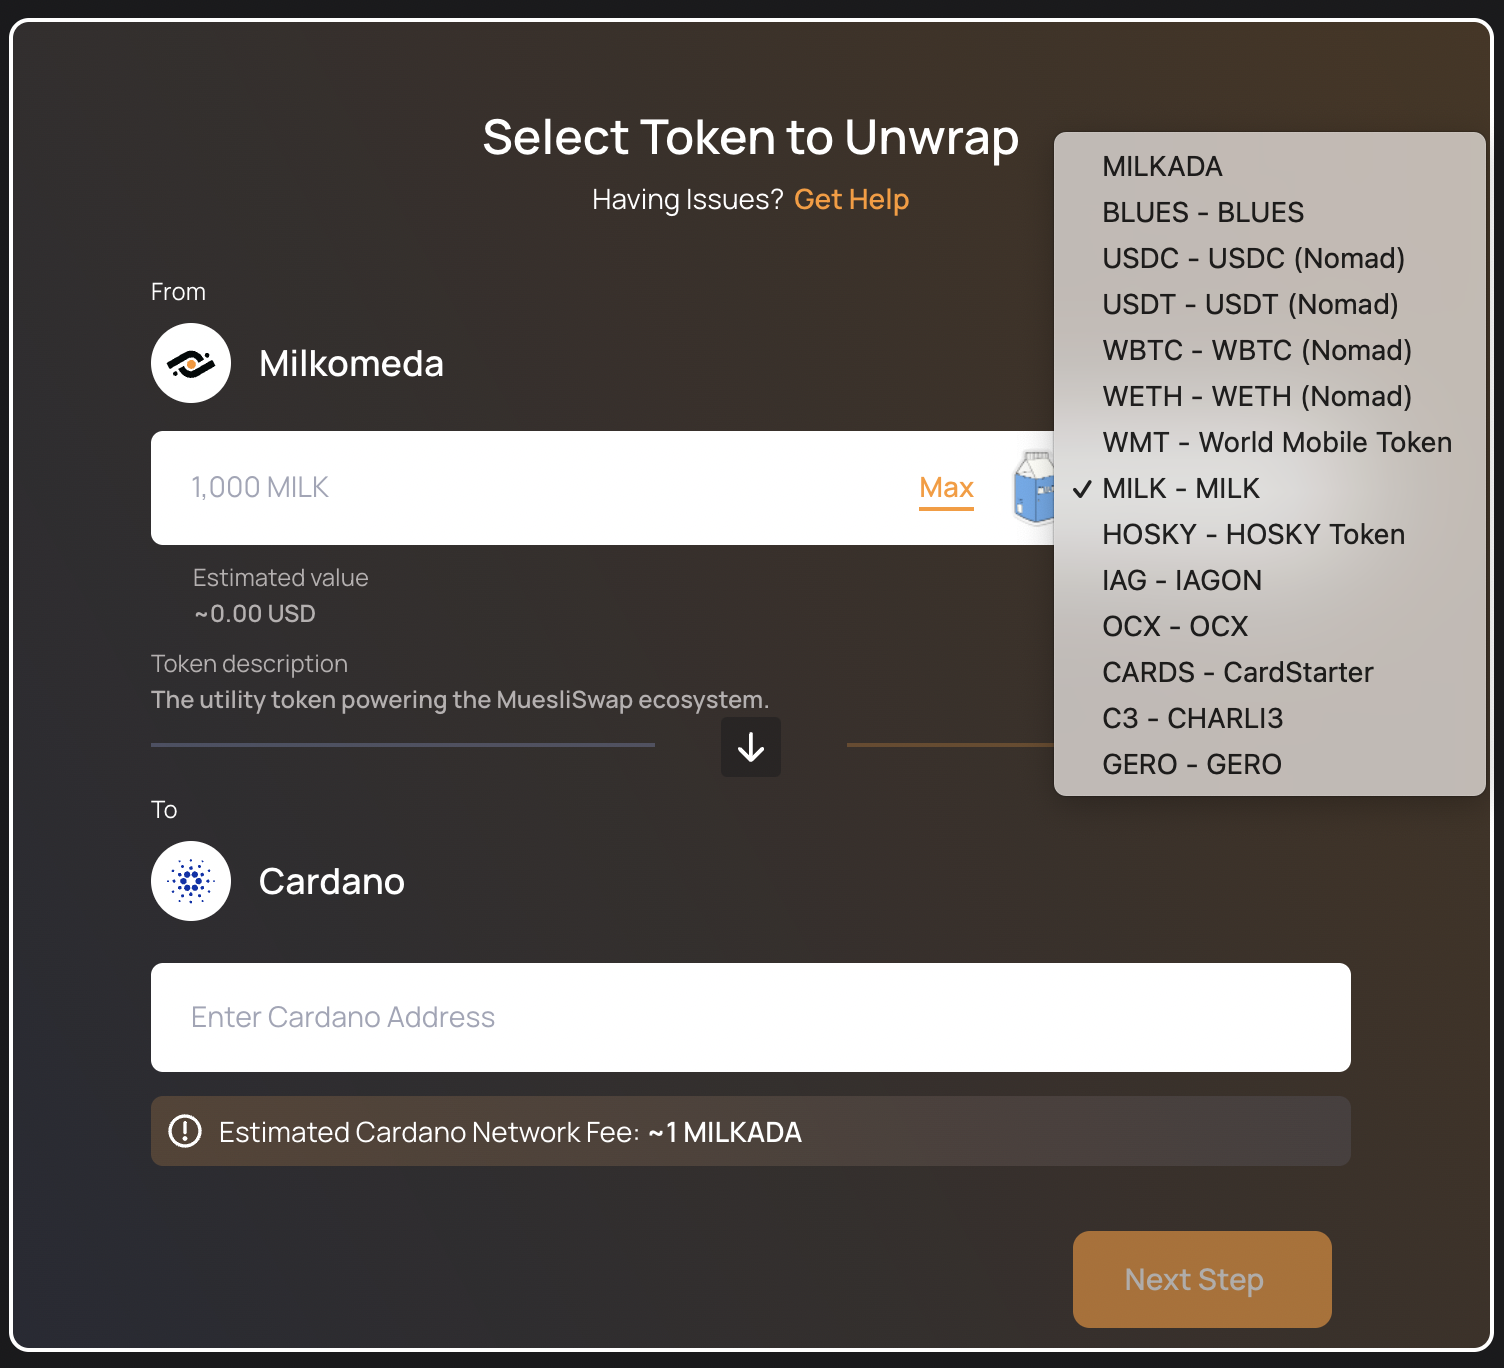 Select Token to Unwrap
Having Issues? Get Help
From
Milkomeda
1,000 MILK
Max
Estimated value
~0.00 USD
Token description
The utility token powering the MuesliSwap ecosystem.
MILKADA
BLUES - BLUES
USDC - USDC (Nomad)
USDT - USDT (Nomad)
WBTC - WBTC (Nomad)
WETH - WETH (Nomad)
WMT - World Mobile Token
✓ MILK - MILK
HOSKY - HOSKY Token
IAG - IAGON
OCX - OCX
CARDS - CardStarter
C3 - CHARLI3
GERO - GERO
To
Cardano
Enter Cardano Address
Estimated Cardano Network Fee: ~1 MILKADA
Next Step